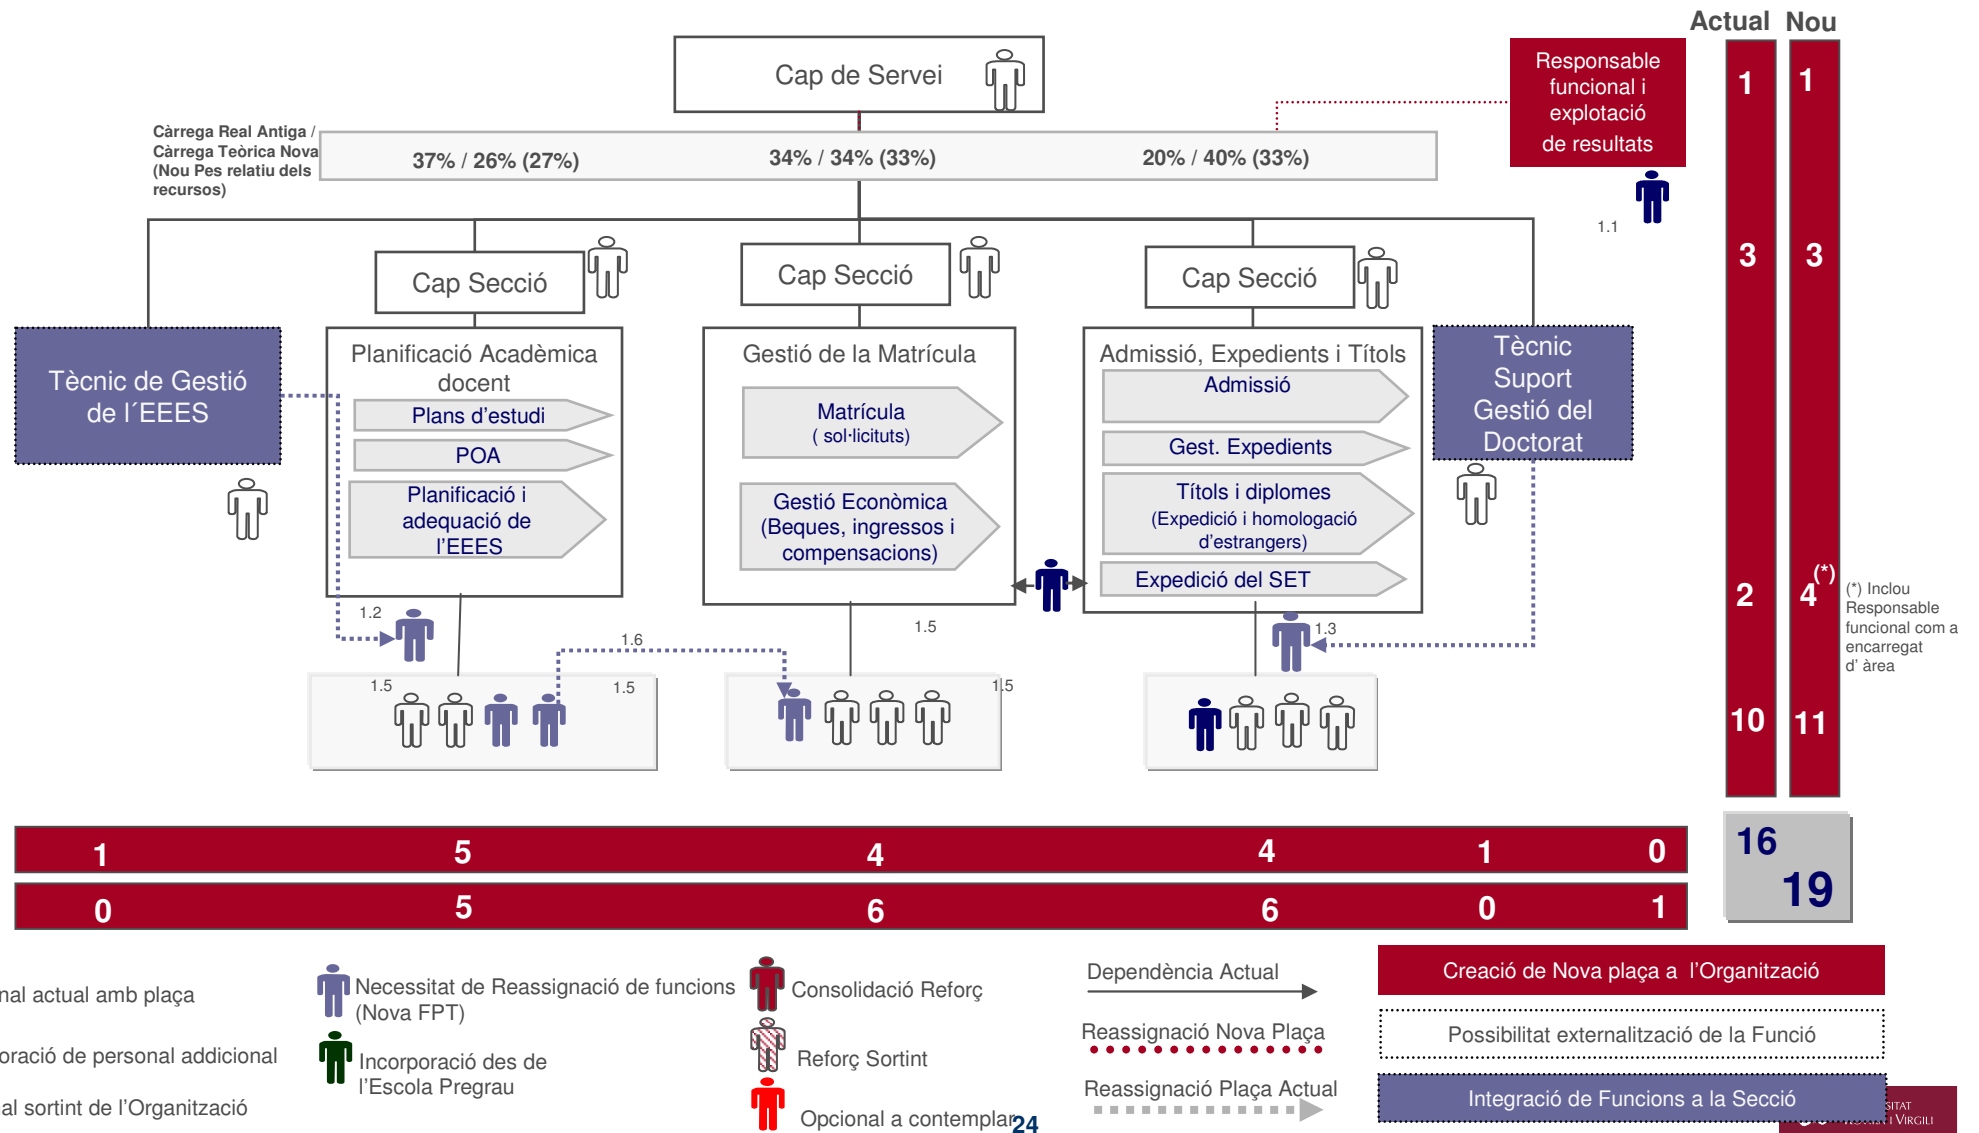 Actual Nou
Cap de Servei
Responsable
funcional i
explotació
de resultats
1 1
Càrrega Real Antiga /
Càrrega Teòrica Nova
(Nou Pes relatiu dels
recursos)
37% / 26% (27%)
34% / 34% (33%)
20% / 40% (33%)
1.1
Cap Secció
Cap Secció
Cap Secció
3 3
Tècnic de Gestió
de l´EEES
Planificació Acadèmica
docent
Plans d’estudi
POA
Planificació i
adequació de
l’EEES
Gestió de la Matrícula
Matrícula
( sol·licituts)
Gestió Econòmica
(Beques, ingressos i
compensacions)
Admissió, Expedients i Títols
Admissió
Gest. Expedients
Títols i diplomes
(Expedició i homologació
d’estrangers)
Expedició del SET
Tècnic
Suport
Gestió del
Doctorat
2 4(*)
(*) Inclou
Responsable
funcional com a
encarregat
d’ àrea
1.2
1.6
1.5
1.3
1.5
1.5
1.5
10 11
1 5 4 4 1 0
0 5 6 6 0 1
16
19
nal actual amb plaça
oració de personal addicional
al sortint de l’Organització
Necessitat de Reassignació de funcions
(Nova FPT)
Incorporació des de
l’Escola Pregrau
Consolidació Reforç
Reforç Sortint
Opcional a contemplar
24
Dependència Actual
Reassignació Nova Plaça
Reassignació Plaça Actual
Creació de Nova plaça a l’Organització
Possibilitat externalització de la Funció
Integració de Funcions a la Secció
SITAT
I VIRGILI